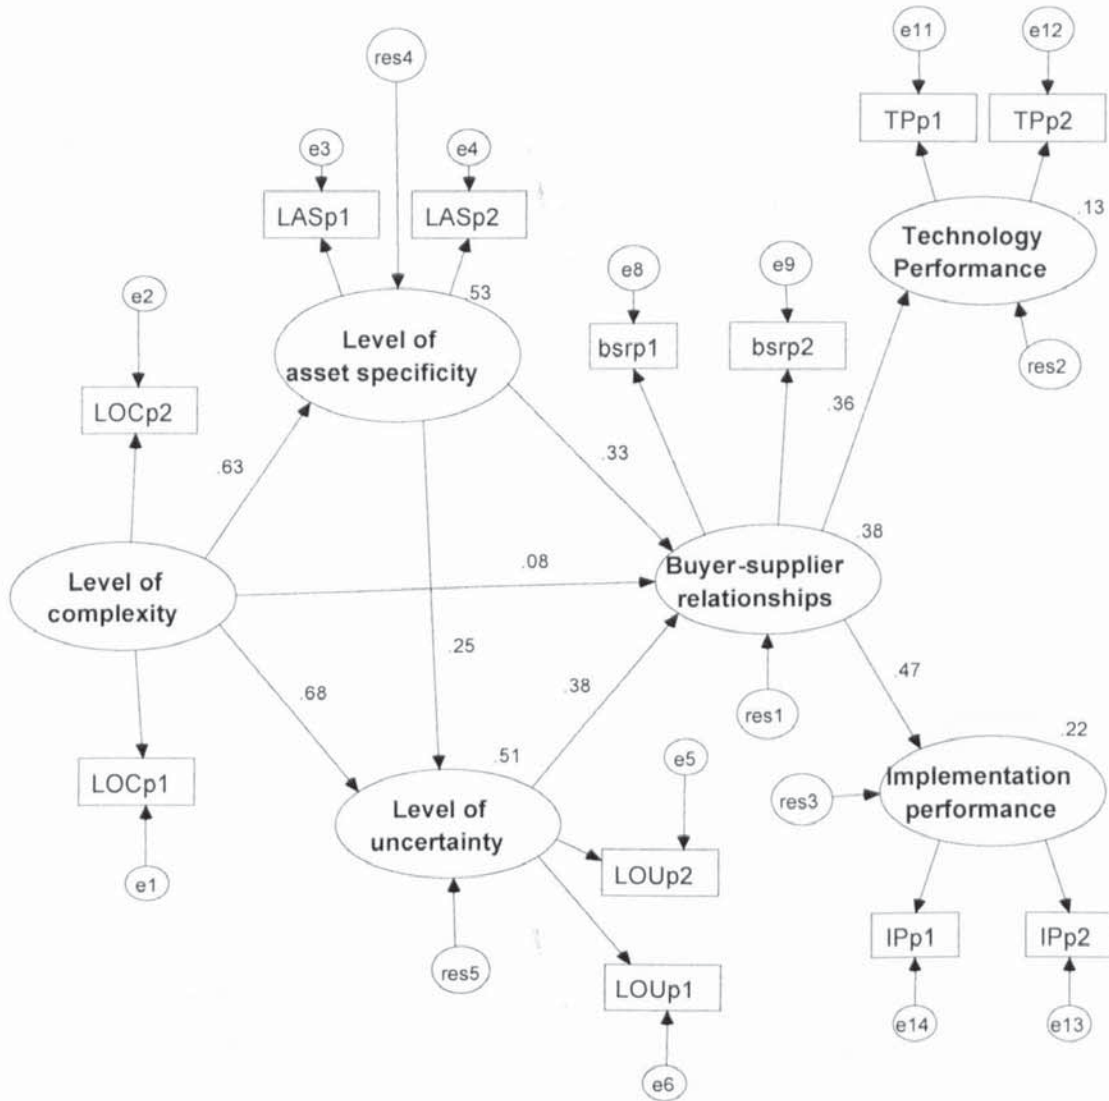 e11
e12
res4
TPp1
TPp2
e3
e4
LASp1
LASp2
.13
Technology
Performance
e8
e9
e2
.53
Level of
asset specificity
bsrp1
bsrp2
res2
LOCp2
.36
.63
.33
.38
.08
Buyer-supplier
relationships
Level of
complexity
.25
.68
.38
.47
res1
.22
.51
e5
LOCp1
res3
Implementation
performance
Level of
uncertainty
LOUp2
e1
IPp1
IPp2
res5
LOUp1
e14
e13
e6